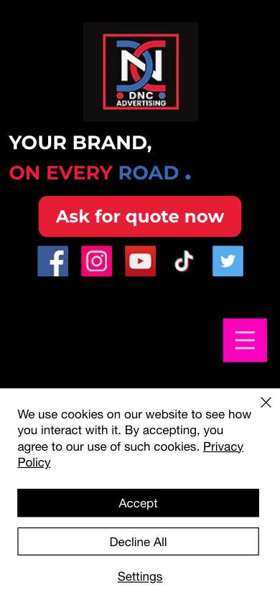 DNC
ADVERTISING
YOUR BRAND,
ON EVERY ROAD .
Ask for quote now
We use cookies on our website to see how
you interact with it. By accepting, you
agree to our use of such cookies. Privacy
Policy
Accept
Decline All
Settings